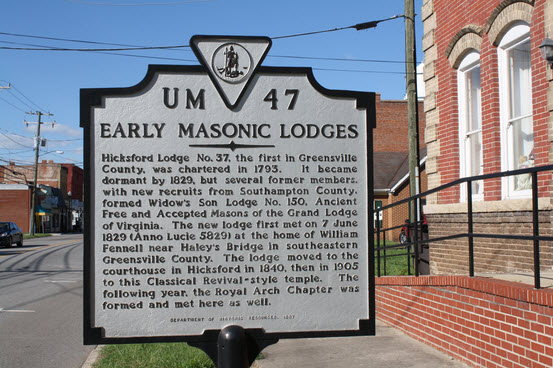 UM 47
EARLY MASONIC LODGES
Hicksford Lodge No. 37, the first in Greensville
County, was chartered in 1793. It became
dormant by 1829, but several former members,
with new recruits from Southampton County,
formed Widow's Son Lodge No. 150, Ancient
Free and Accepted Masons of the Grand Lodge
of Virginia. The new lodge first met on 7 June
1829 (Anno Lucie 5829) at the home of William
Fennell near Haley's Bridge in southeastern
Greensville County. The lodge moved to the
courthouse in Hicksford in 1840, then in 1905
to this Classical Revival-style temple. The
following year, the Royal Arch Chapter was
formed and met here as well.
DEPARTMENT OF HISTORIC RESOURCES, 1997